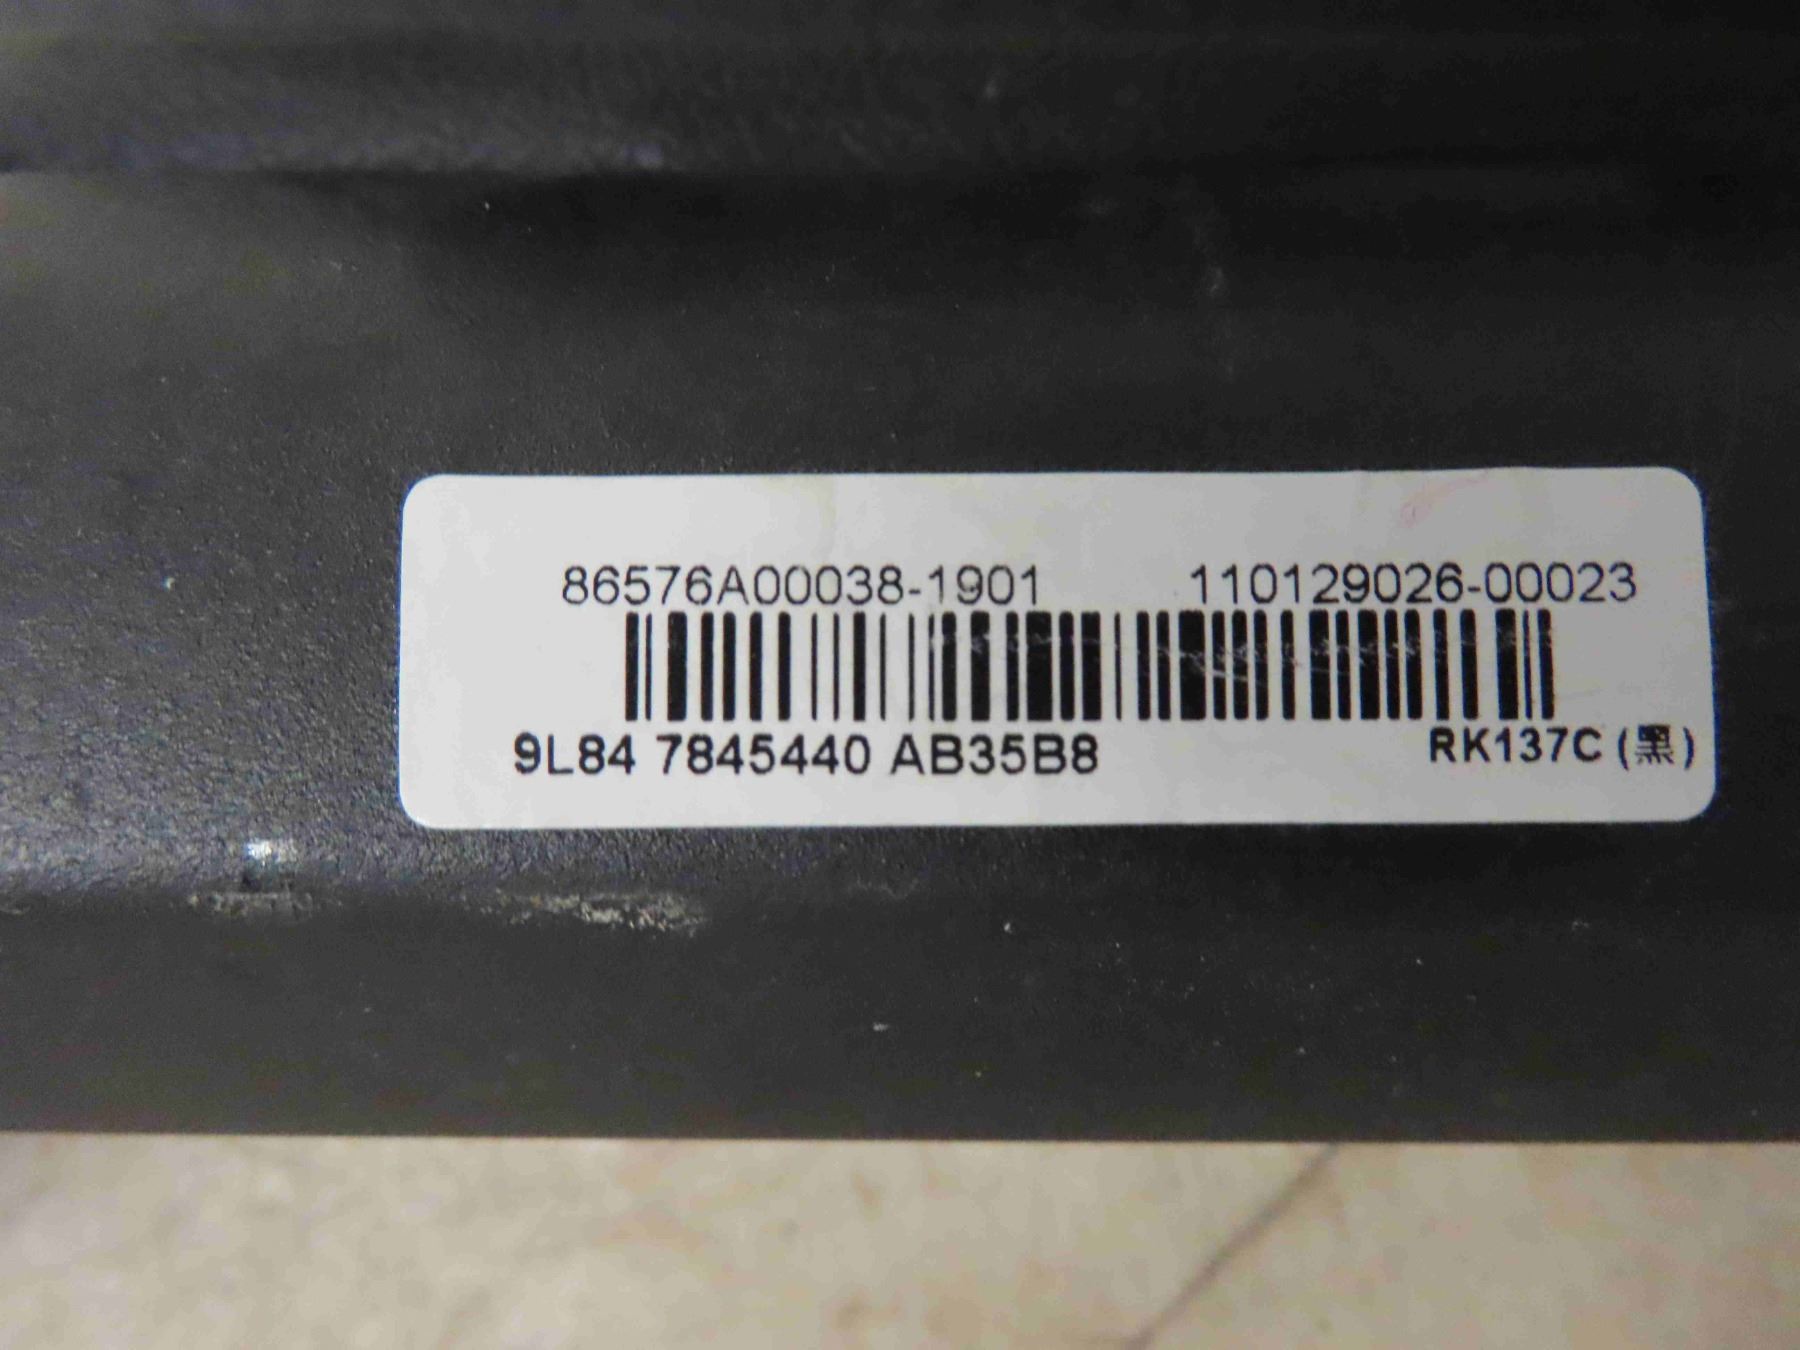 86576A00038-1901 110129026-00023
9L84 7845440 AB35B8 RK137C (黑)